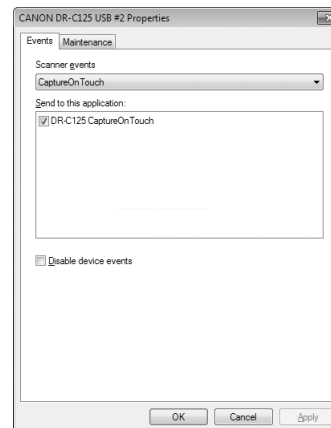 CANON DR-C125 USB #2 Properties
Events Maintenance
Scanner events
CaptureOnTouch
Send to this application:
DR-C125 CaptureOnTouch
Disable device events
OK Cancel Apply